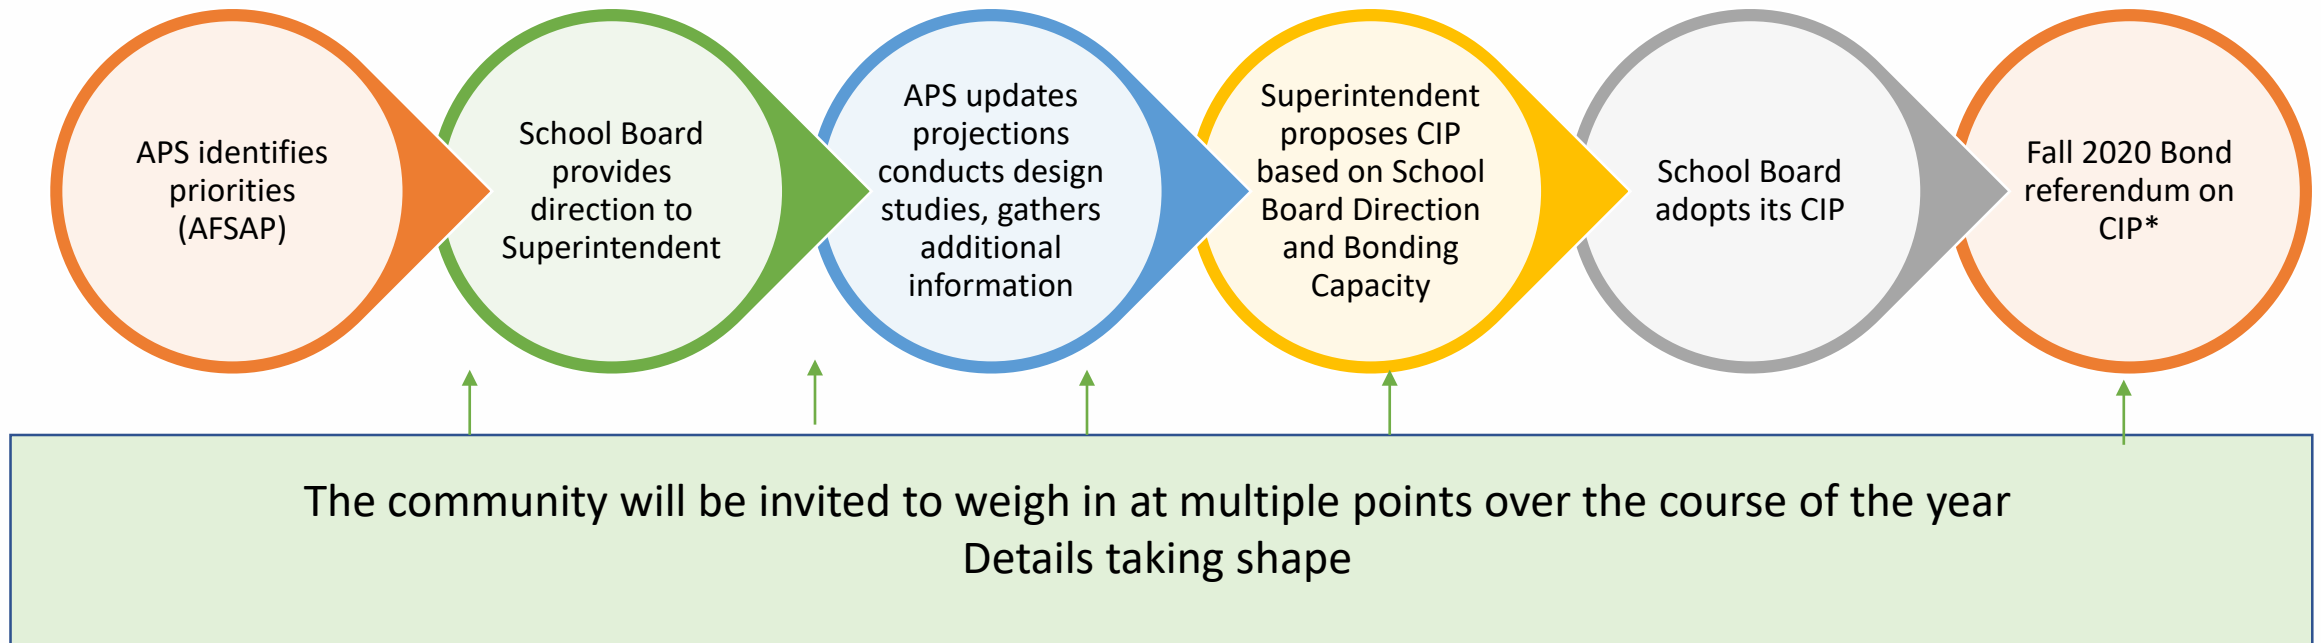 APS identifies
priorities
(AFSAP)
School Board
provides
direction to
Superintendent
APS updates
projections
conducts design
studies, gathers
additional
information
Superintendent
proposes CIP
based on School
Board Direction
and Bonding
Capacity
School Board
adopts its CIP
Fall 2020 Bond
referendum on
CIP*
The community will be invited to weigh in at multiple points over the course of the year
Details taking shape